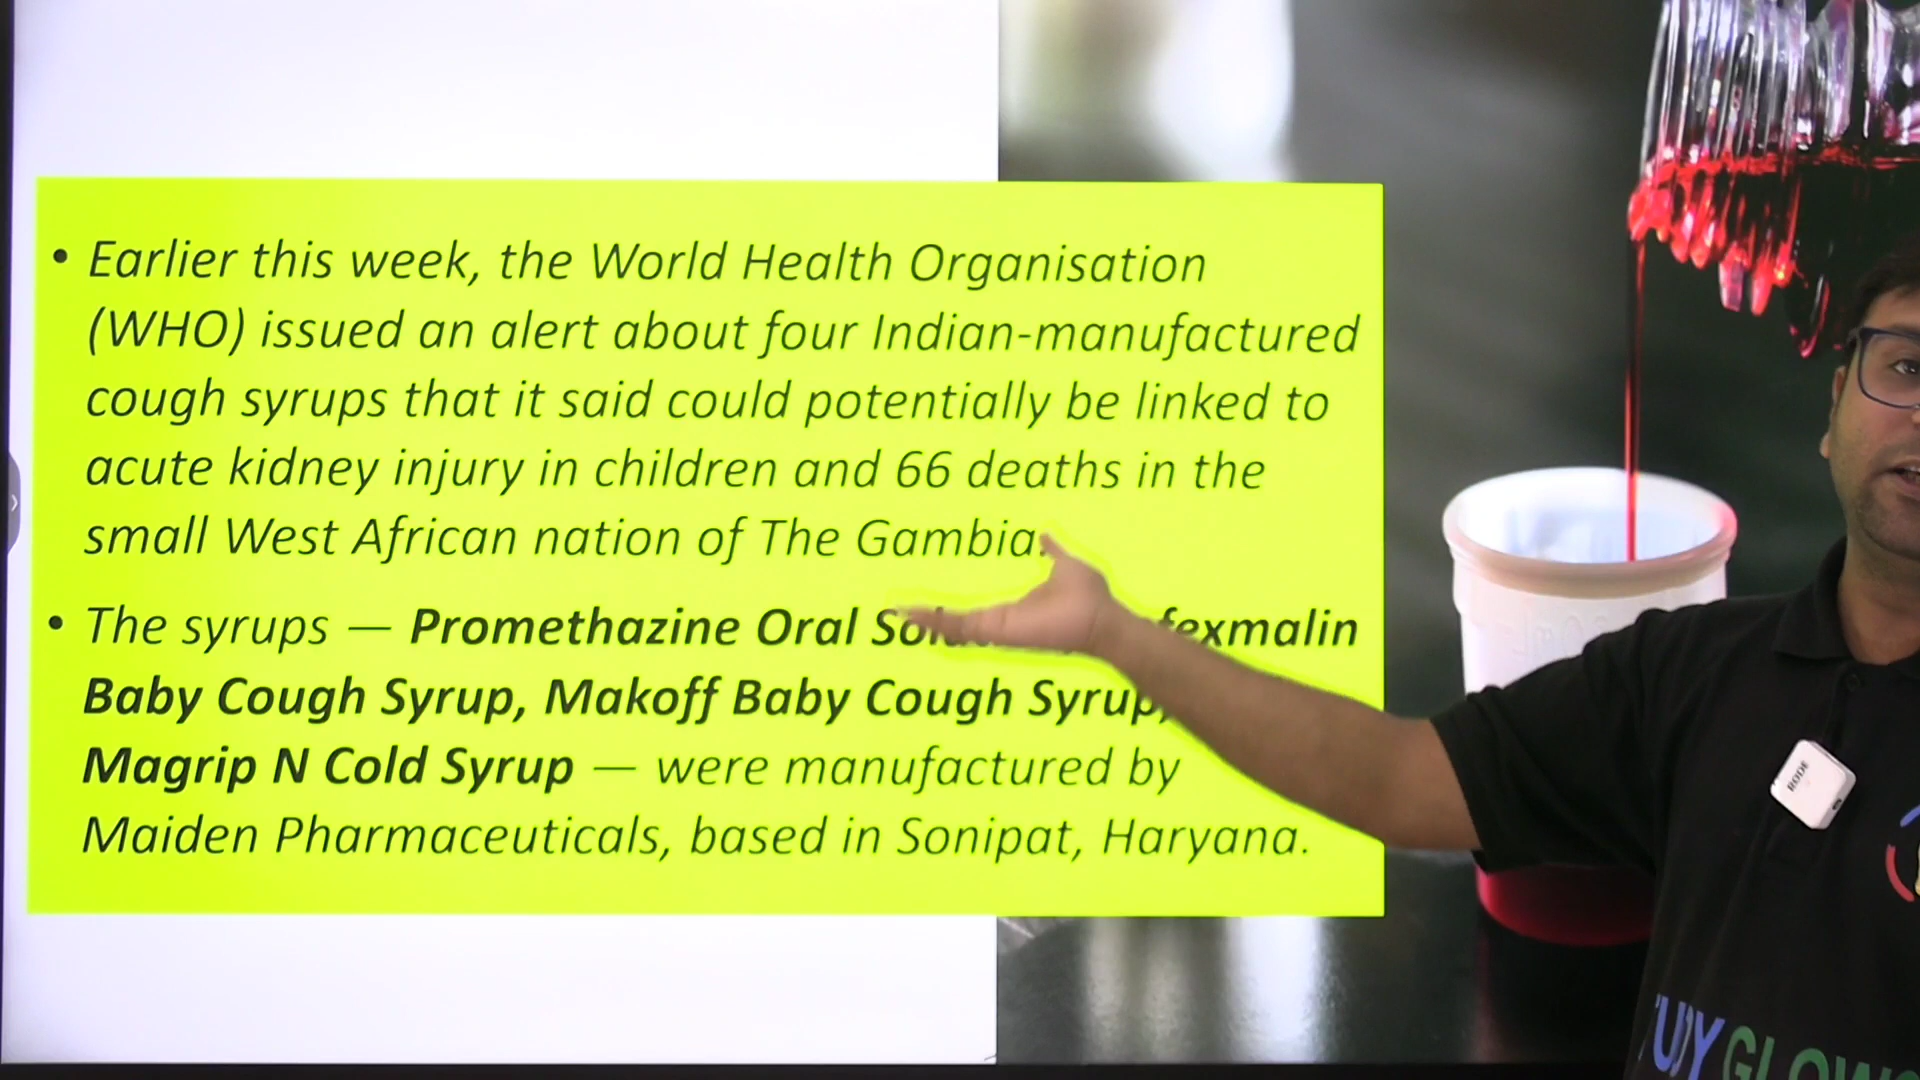 • Earlier this week, the World Health Organisation
(WHO) issued an alert about four Indian-manufactured
cough syrups that it said could potentially be linked to
acute kidney injury in children and 66 deaths in the
small West African nation of The Gambia.
• The syrups — Promethazine Oral
Baby Cough Syrup, Makoff Baby Cough Syrup,
Magrip N Cold Syrup — were manufactured by
Maiden Pharmaceuticals, based in Sonipat, Haryana.
RODE